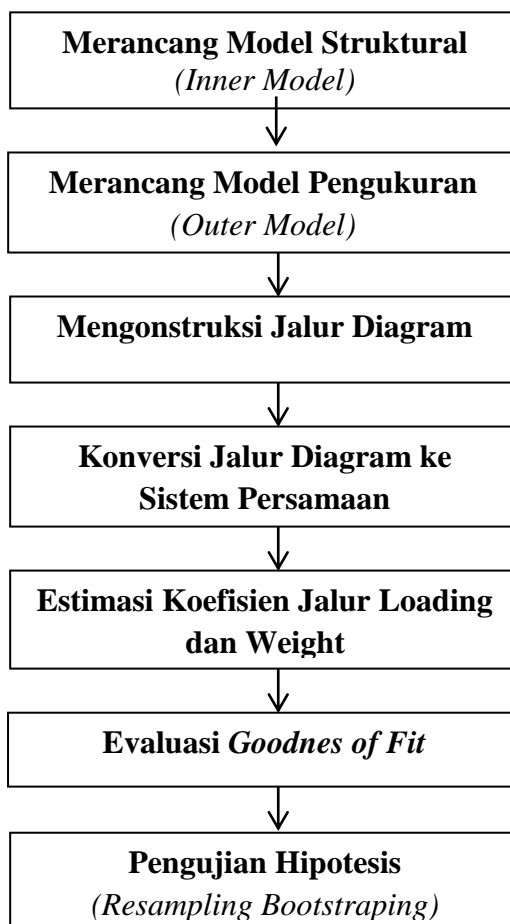 Merancang Model Struktural
(Inner Model)
Merancang Model Pengukuran
(Outer Model)
Mengonstruksi Jalur Diagram
Konversi Jalur Diagram ke
Sistem Persamaan
Estimasi Koefisien Jalur Loading
dan Weight
Evaluasi Goodnes of Fit
Pengujian Hipotesis
(Resampling Bootstraping)